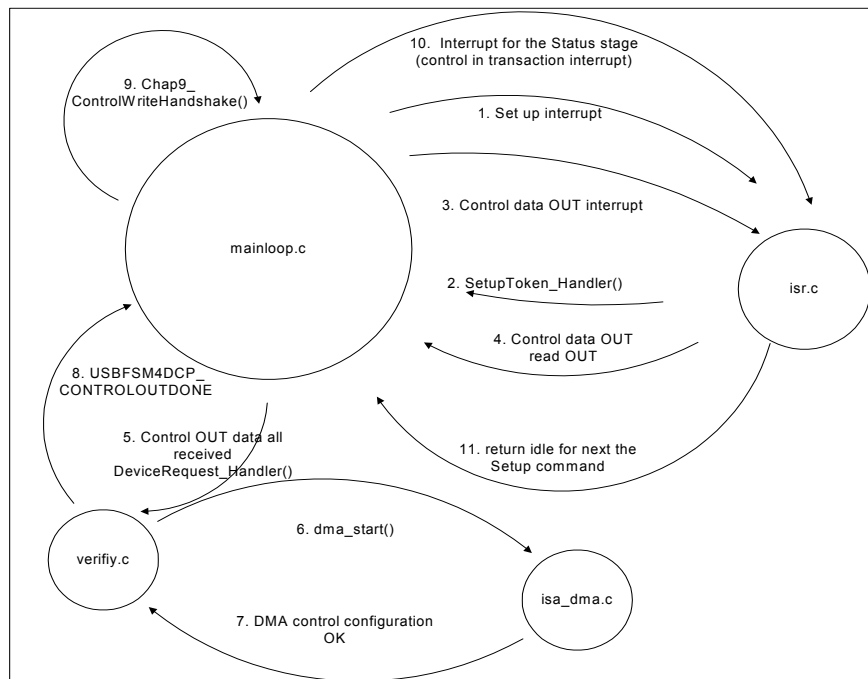 10.  Interrupt for the Status stage
(control in transaction interrupt)
9. Chap9_
ControlWriteHandshake()
1. Set up interrupt
3. Control data OUT interrupt
mainloop.c
isr.c
2. SetupToken_Handler()
4. Control data OUT
read OUT
8. USBFSM4DCP_
CONTROLOUTDONE
5. Control OUT data all
received
DeviceRequest_Handler()
11. return idle for next the
Setup command
6. dma_start()
verifiy.c
isa_dma.c
7. DMA control configuration
OK